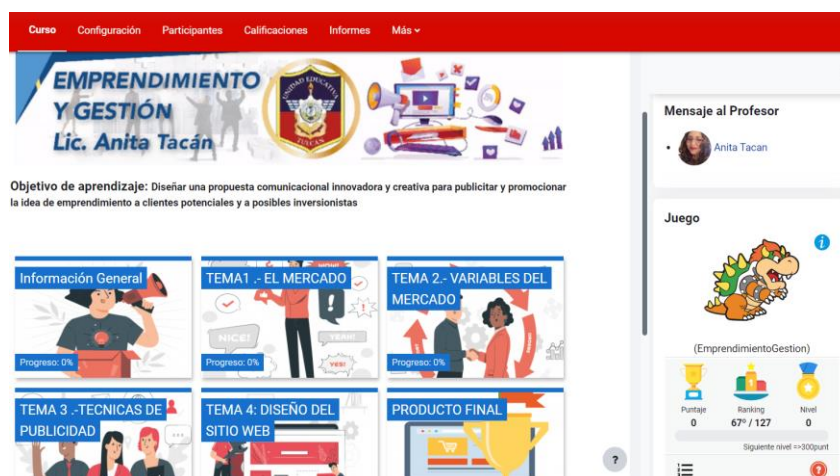 Curso Configuración Participantes Calificaciones Informes Más
EMPRENDIMIENTO
Y GESTIÓN
Lic. Anita Tacán
UNIDAD EDUCATIVA
TULCÁN
Objetivo de aprendizaje: Diseñar una propuesta comunicacional innovadora y creativa para publicitar y promocionar
la idea de emprendimiento a clientes potenciales y a posibles inversionistas
Información General
Progreso: 0%
TEMA1 .- EL MERCADO
NICE!
YEAH!
YES!
Progreso: 0%
TEMA 2.- VARIABLES DEL
MERCADO
Progreso: 0%
TEMA 3 .-TECNICAS DE
PUBLICIDAD
TEMA 4: DISEÑO DEL
SITIO WEB
PRODUCTO FINAL
?
Mensaje al Profesor
Anita Tacan
Juego
i
(EmprendimientoGestion)
Puntaje Ranking Nivel
0 67º / 127 0
Siguiente nivel =>300punt
?